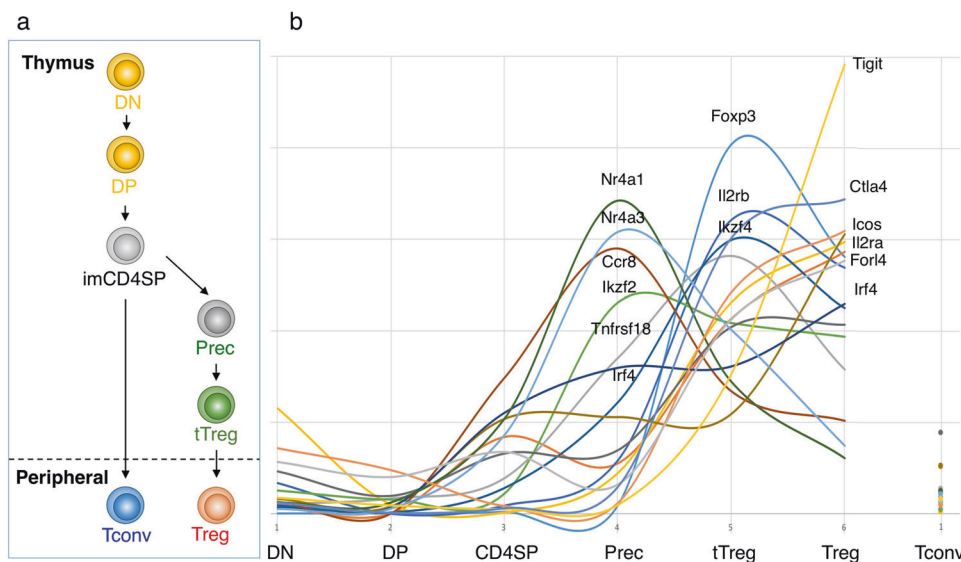 a
Thymus
DN
DP
imCD4SP
Prec
tTreg
Peripheral
Tconv
Treg
b
Tigit
Foxp3
Nr4a1
Ctla4
Il2rb
Nr4a3
Icos
Ikzf4
Il2ra
Ccr8
Forl4
Ikzf2
Irf4
Tnfrsf18
Irf4
1 2 3 4 5 6 1
DN DP CD4SP Prec tTreg Treg Tconv